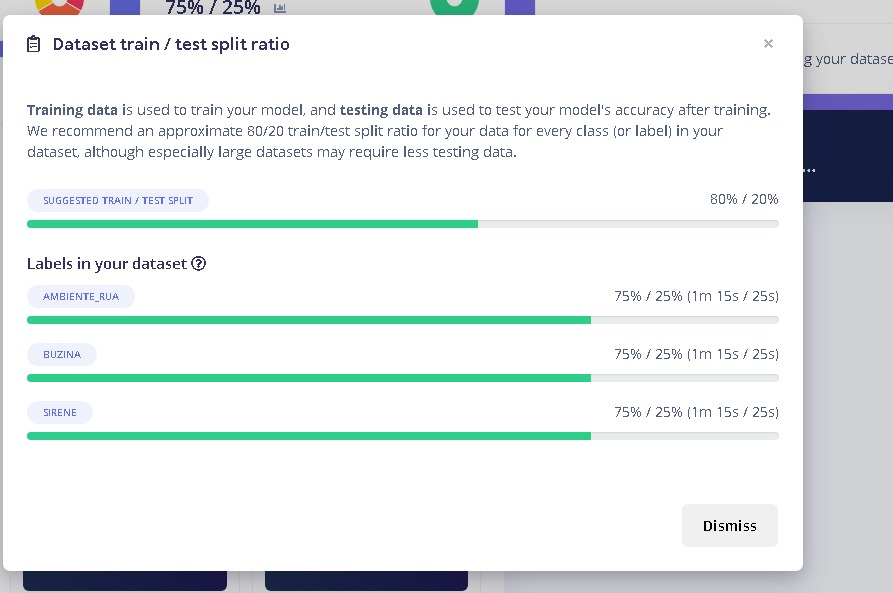 75% / 25%
Dataset train / test split ratio
×
g your datase
Training data is used to train your model, and testing data is used to test your model's accuracy after training.
We recommend an approximate 80/20 train/test split ratio for your data for every class (or label) in your
dataset, although especially large datasets may require less testing data.
...
SUGGESTED TRAIN / TEST SPLIT 80% / 20%
Labels in your dataset ?
AMBIENTE_RUA 75% / 25% (1m 15s / 25s)
BUZINA 75% / 25% (1m 15s / 25s)
SIRENE 75% / 25% (1m 15s / 25s)
Dismiss